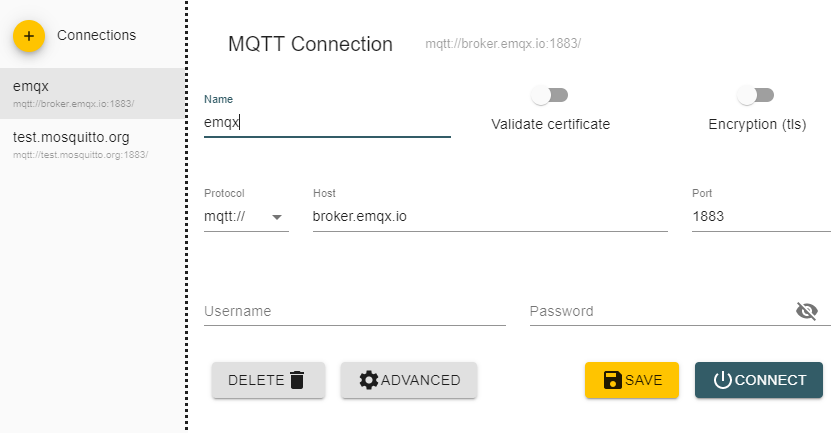 + Connections
emqx
mqtt://broker.emqx.io:1883/
test.mosquitto.org
mqtt://test.mosquitto.org:1883/
MQTT Connection mqtt://broker.emqx.io:1883/
Name
emqx
Validate certificate
Encryption (tls)
Protocol Host Port
mqtt:// broker.emqx.io 1883
Username Password
DELETE ADVANCED SAVE CONNECT